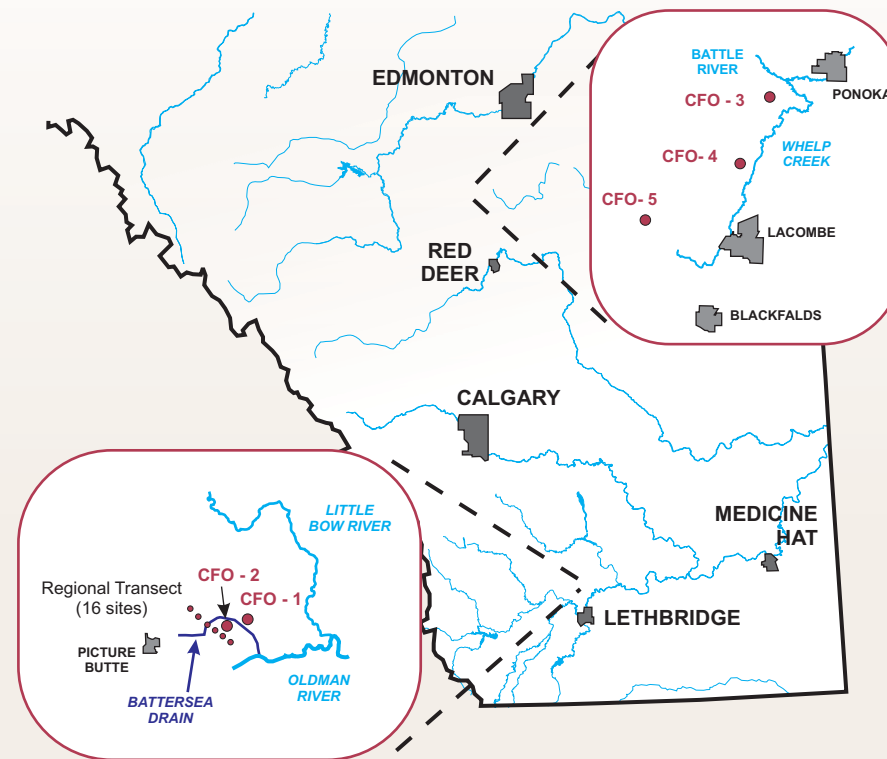 EDMONTON
RED
DEER
CALGARY
MEDICINE
HAT
LETHBRIDGE
BATTLE
RIVER
PONOKA
CFO - 3
WHELP
CREEK
CFO- 4
CFO- 5
LACOMBE
BLACKFALDS
LITTLE
BOW RIVER
Regional Transect
(16 sites)
CFO - 2
CFO - 1
PICTURE
BUTTE
BATTERSEA
DRAIN
OLDMAN
RIVER